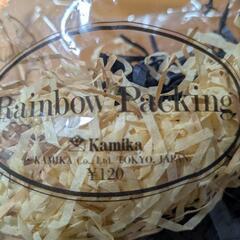 Rainbow Packing
Kamika
KAMIKA Co., Ltd. TOKYO, JAPAN
¥120